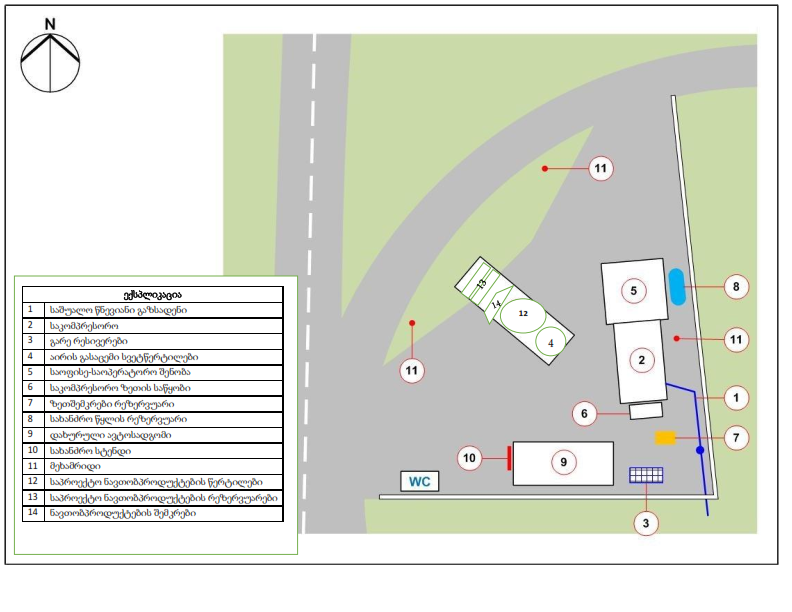 N
11
13
14
12
4
5
8
11
11
2
1
6
7
10
9
WC
3
ექსპლიკაცია
1 საშუალო წნევიანი გაზსადენი
2 საკომპრესორო
3 გარე რესივერები
4 აირის გასაცემი სვეტწერტილები
5 საოფისე-საოპერატორო შენობა
6 საკომპრესორო ზეთის საწყობი
7 ზეთშემკრები რეზერვუარი
8 სახანძრო წყლის რეზერვუარი
9 დახურული ავტოსადგომი
10 სახანძრო სტენდი
11 მეხამრიდი
12 საპროექტო ნავთობპროდუქტების წერტილები
13 საპროექტო ნავთობპროდუქტების რეზერვუარები
14 ნავთობპროდუქტების შემკრები